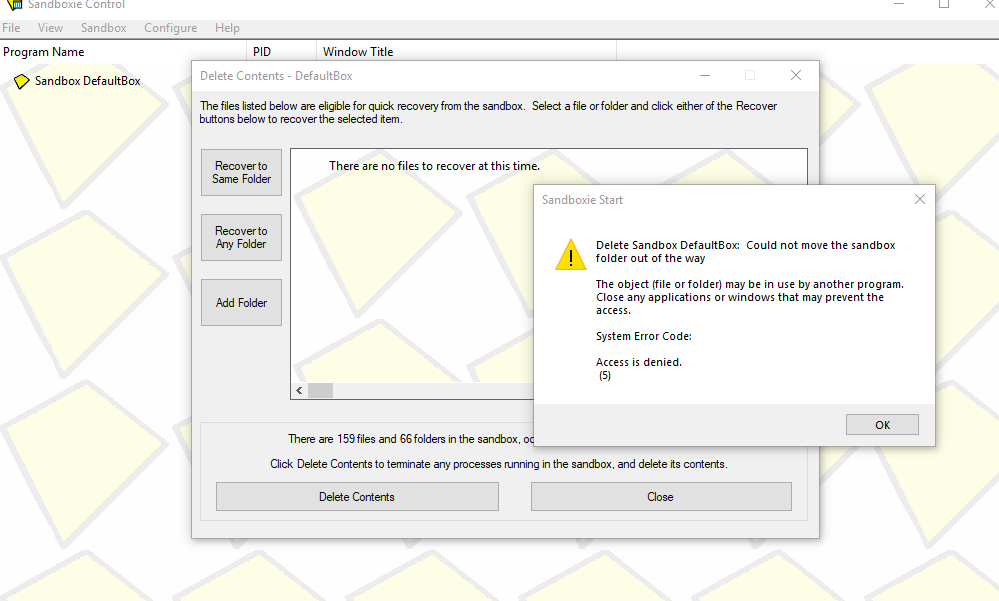 Sandboxie Control
File View Sandbox Configure Help
Program Name PID Window Title
Sandbox DefaultBox
Delete Contents - DefaultBox
The files listed below are eligible for quick recovery from the sandbox. Select a file or folder and click either of the Recover
buttons below to recover the selected item.
Recover to
Same Folder
Recover to
Any Folder
Add Folder
There are no files to recover at this time.
Sandboxie Start
Delete Sandbox DefaultBox: Could not move the sandbox
folder out of the way
The object (file or folder) may be in use by another program.
Close any applications or windows that may prevent the
access.
System Error Code:
Access is denied.
(5)
OK
There are 159 files and 66 folders in the sandbox,
Click Delete Contents to terminate any processes running in the sandbox, and delete its contents.
Delete Contents
Close